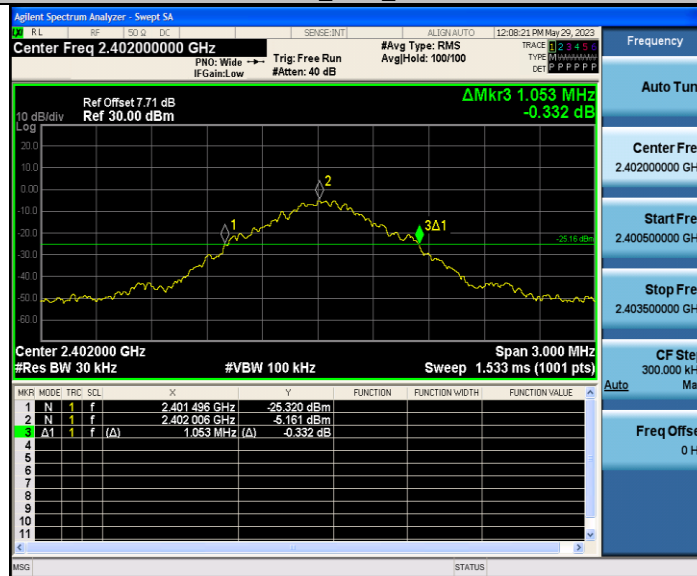 Agilent Spectrum Analyzer - Swept SA
RL RF 50 Ω DC SENSE:INT ALIGN AUTO 12:08:21 PM May 29, 2023
Center Freq 2.402000000 GHz
PNO: Wide
IFGain:Low
Trig: Free Run
#Atten: 40 dB
#Avg Type: RMS
Avg|Hold: 100/100
TRACE 1 2 3 4 5 6
TYPE M
DET P P P P P P
Frequency
Auto Tun
Center Fre
2.402000000 GH
Start Fre
2.400500000 GH
Stop Fre
2.403500000 GH
CF Step
300.000 kH
Auto Ma
Freq Offse
0 H
ΔMkr3 1.053 MHz
-0.332 dB
Ref Offset 7.71 dB
10 dB/div Ref 30.00 dBm
Log
20.0
10.0
0.00
-10.0
-20.0
-30.0
-40.0
-50.0
-60.0
1
2
3Δ1
-25.16 dBm
Center 2.402000 GHz Span 3.000 MHz
#Res BW 30 kHz #VBW 100 kHz Sweep 1.533 ms (1001 pts)
MKR MODE TRC SCL X Y FUNCTION FUNCTION WIDTH FUNCTION VALUE
1 N 1 f 2.401 496 GHz -25.320 dBm
2 N 1 f 2.402 006 GHz -5.161 dBm
3 Δ1 1 f (Δ) 1.053 MHz (Δ) -0.332 dB
4
5
6
7
8
9
10
11
MSG STATUS